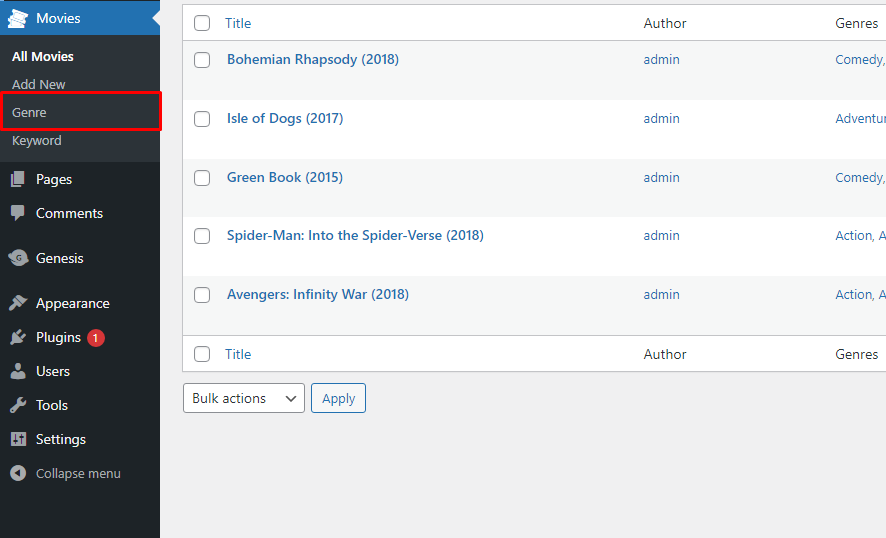 Movies
All Movies
Add New
Genre
Keyword
Pages
Comments
G
Genesis
Appearance
Plugins 1
Users
Tools
Settings
Collapse menu
Title Author Genres
Bohemian Rhapsody (2018) admin Comedy,
Isle of Dogs (2017) admin Adventur
Green Book (2015) admin Comedy,
Spider-Man: Into the Spider-Verse (2018) admin Action, A
Avengers: Infinity War (2018) admin Action, A
Title Author Genres
Bulk actions Apply